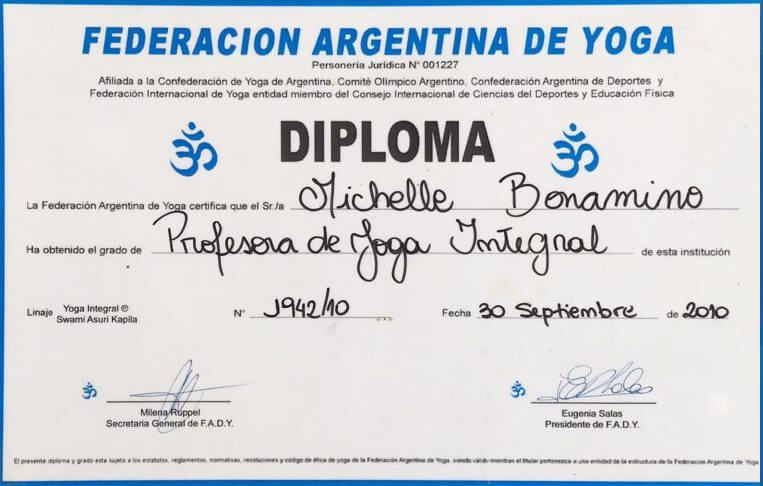 FEDERACION ARGENTINA DE YOGA
Personería Jurídica N° 001227
Afiliada a la Confederación de Yoga de Argentina, Comité Olímpico Argentino, Confederación Argentina de Deportes y
Federación Internacional de Yoga entidad miembro del Consejo Internacional de Ciencias del Deportes y Educación Física
ॐ DIPLOMA ॐ
La Federación Argentina de Yoga certifica que el Sr./a Michelle Bonamino
Ha obtenido el grado de Profesora de Yoga Integral de esta institución
Linaje Yoga Integral ® Swami Asuri Kapila N° 1942/10 Fecha 30 Septiembre de 2010
ॐ ॐ
Milena Rüppel Eugenia Salas
Secretaria General de F.A.D.Y. Presidente de F.A.D.Y.
El presente diploma y grado esta sujeto a los estatutos, reglamentos, normativas, resoluciones y código de ética de yoga de la Federación Argentina de Yoga, siendo válido mientras el titular pertenezca a una entidad de la estructura de la Federación Argentina de Yoga